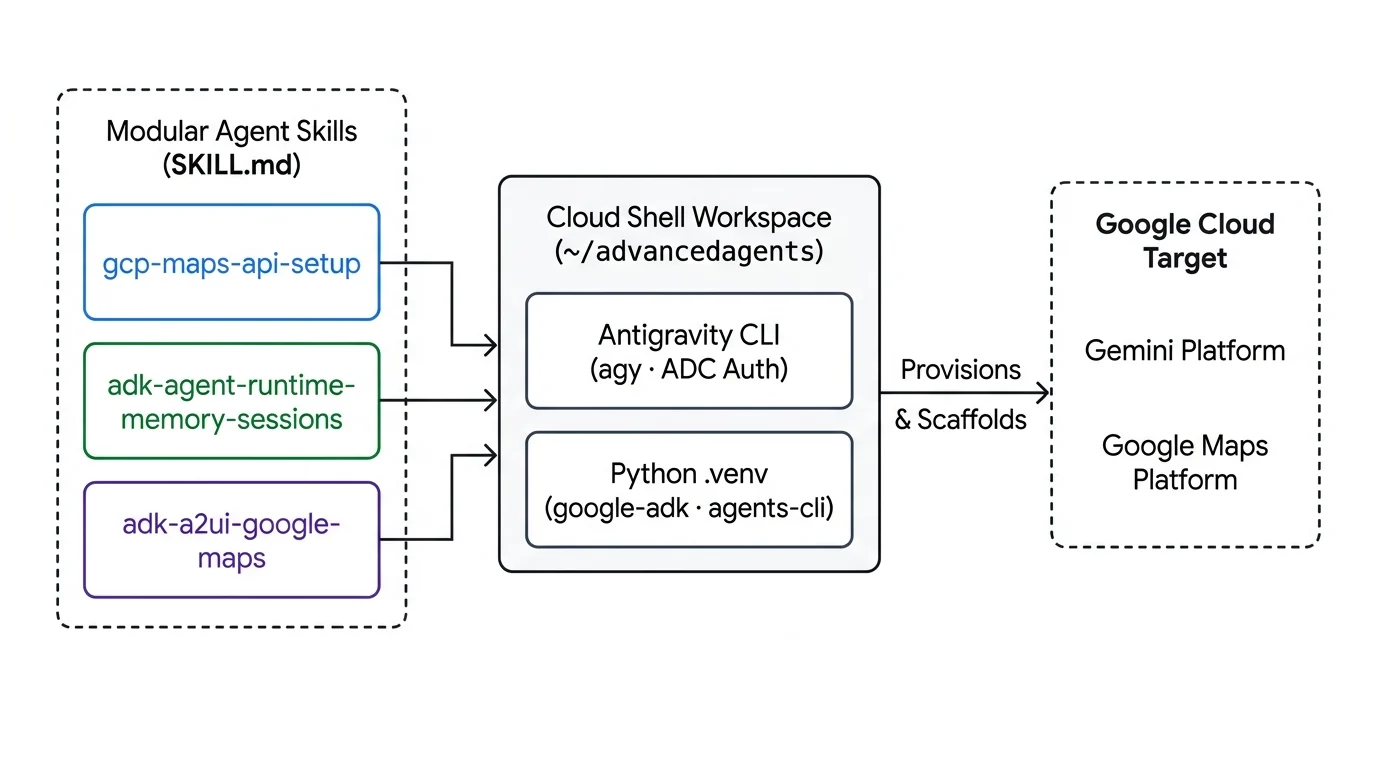 Modular Agent Skills
(SKILL.md)
gcp-maps-api-setup
adk-agent-runtime-
memory-sessions
adk-a2ui-google-
maps
Cloud Shell Workspace
(~/advancedagents)
Antigravity CLI
(agy · ADC Auth)
Python .venv
(google-adk · agents-cli)
Provisions
& Scaffolds
Google Cloud
Target
Gemini Platform
Google Maps
Platform